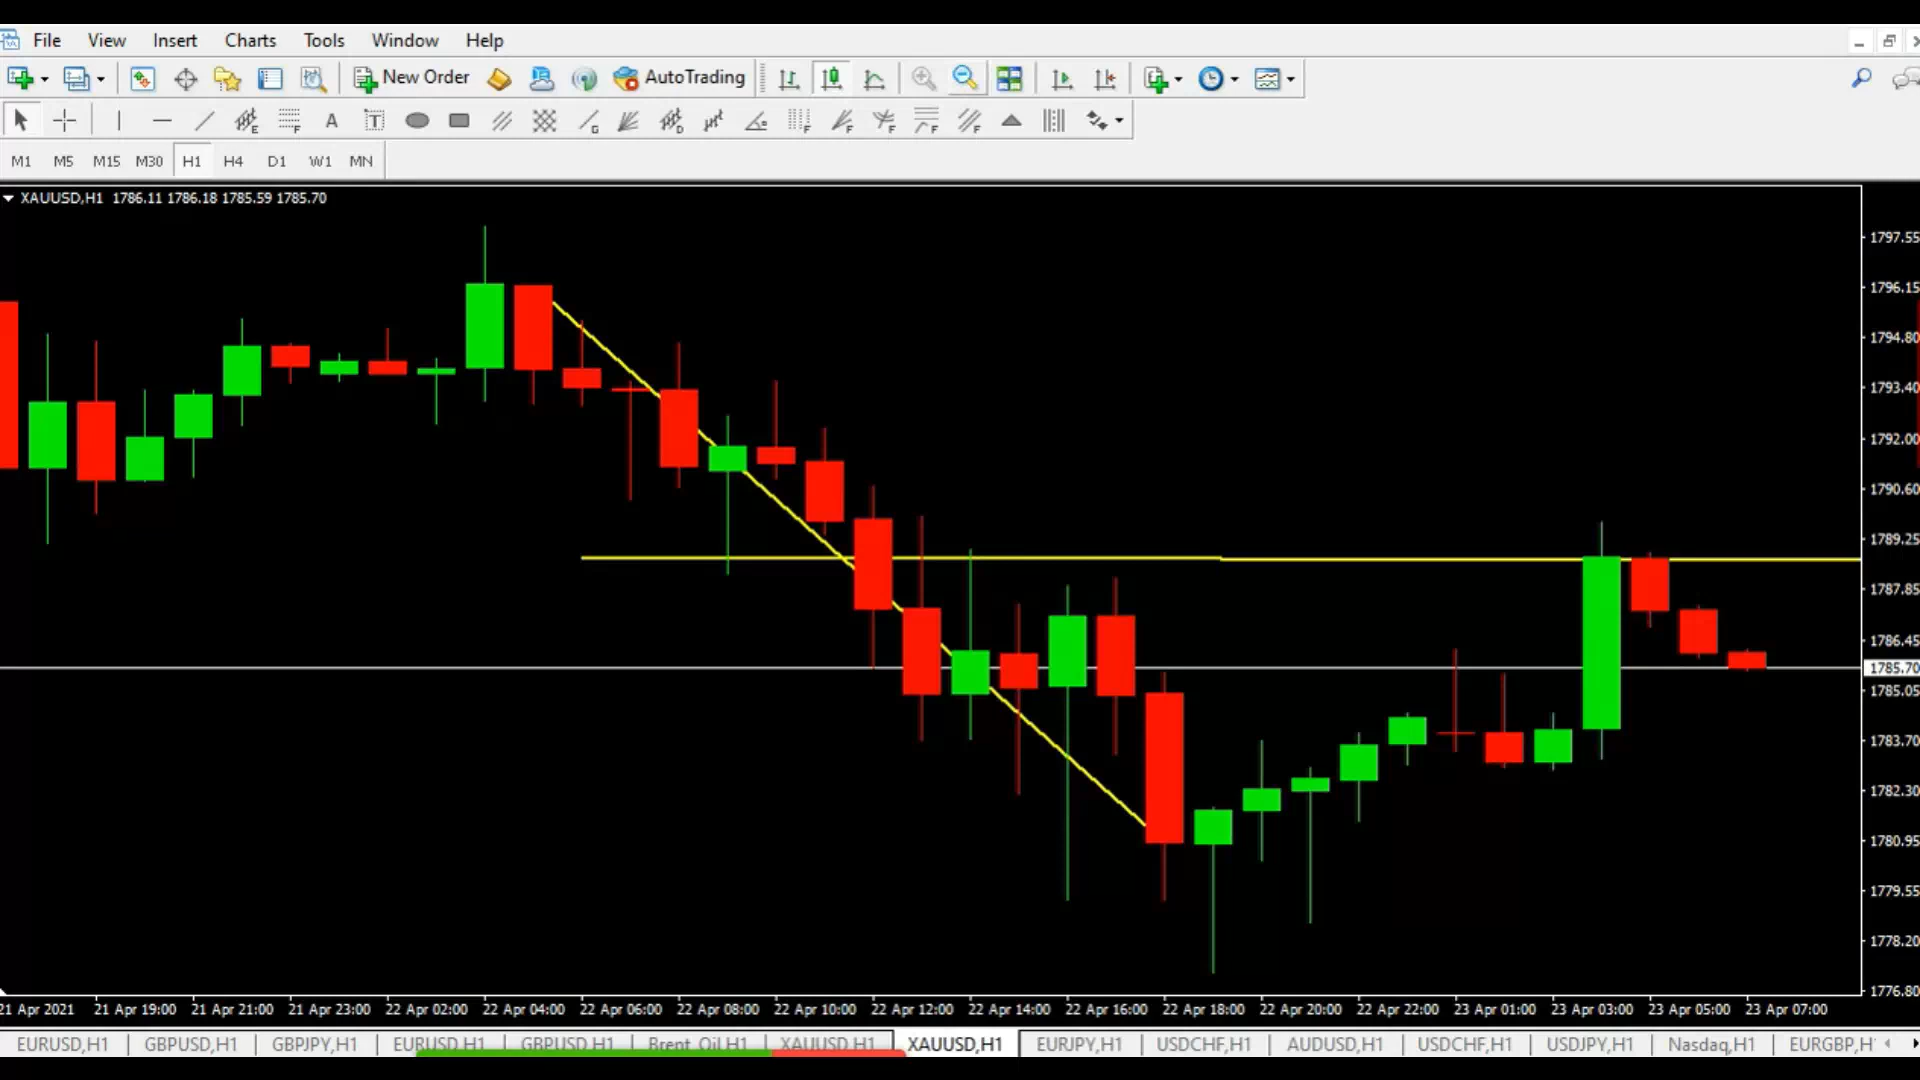 File View Insert Charts Tools Window Help
New Order AutoTrading
A T
M1 M5 M15 M30 H1 H4 D1 W1 MN
XAUUSD,H1 1786.11 1786.18 1785.59 1785.70
1797.55
1796.15
1794.80
1793.40
1792.00
1790.60
1789.25
1787.85
1786.45
1785.70
1785.05
1783.70
1782.30
1780.95
1779.55
1778.20
1776.80
21 Apr 2021 21 Apr 19:00 21 Apr 21:00 21 Apr 23:00 22 Apr 02:00 22 Apr 04:00 22 Apr 06:00 22 Apr 08:00 22 Apr 10:00 22 Apr 12:00 22 Apr 14:00 22 Apr 16:00 22 Apr 18:00 22 Apr 20:00 22 Apr 22:00 23 Apr 01:00 23 Apr 03:00 23 Apr 05:00 23 Apr 07:00
EURUSD,H1 GBPUSD,H1 GBPJPY,H1 EURUSD,H1 GBPUSD,H1 Brent_Oil,H1 XAUUSD,H1 XAUUSD,H1 EURJPY,H1 USDCHF,H1 AUDUSD,H1 USDCHF,H1 USDJPY,H1 Nasdaq,H1 EURGBP,H